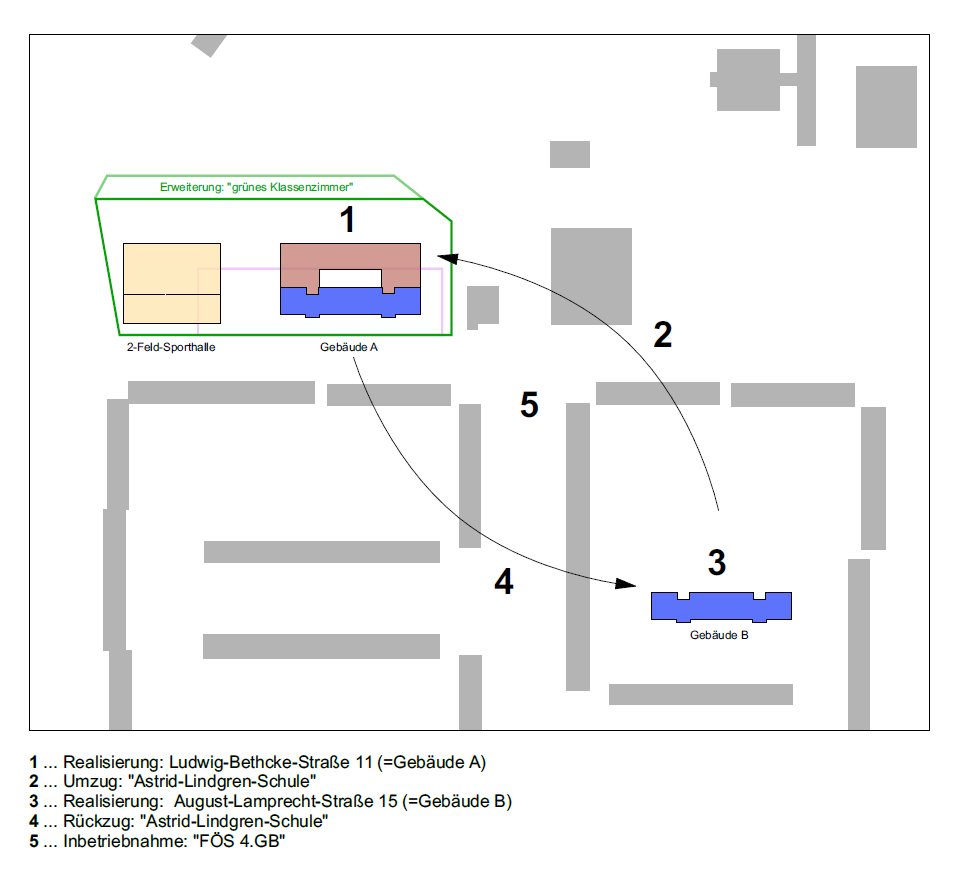 Erweiterung: "grünes Klassenzimmer"
1
2-Feld-Sporthalle
Gebäude A
2
5
3
4
Gebäude B
1 ... Realisierung: Ludwig-Bethcke-Straße 11 (=Gebäude A)
2 ... Umzug: "Astrid-Lindgren-Schule"
3 ... Realisierung:  August-Lamprecht-Straße 15 (=Gebäude B)
4 ... Rückzug: "Astrid-Lindgren-Schule"
5 ... Inbetriebnahme: "FÖS 4.GB"